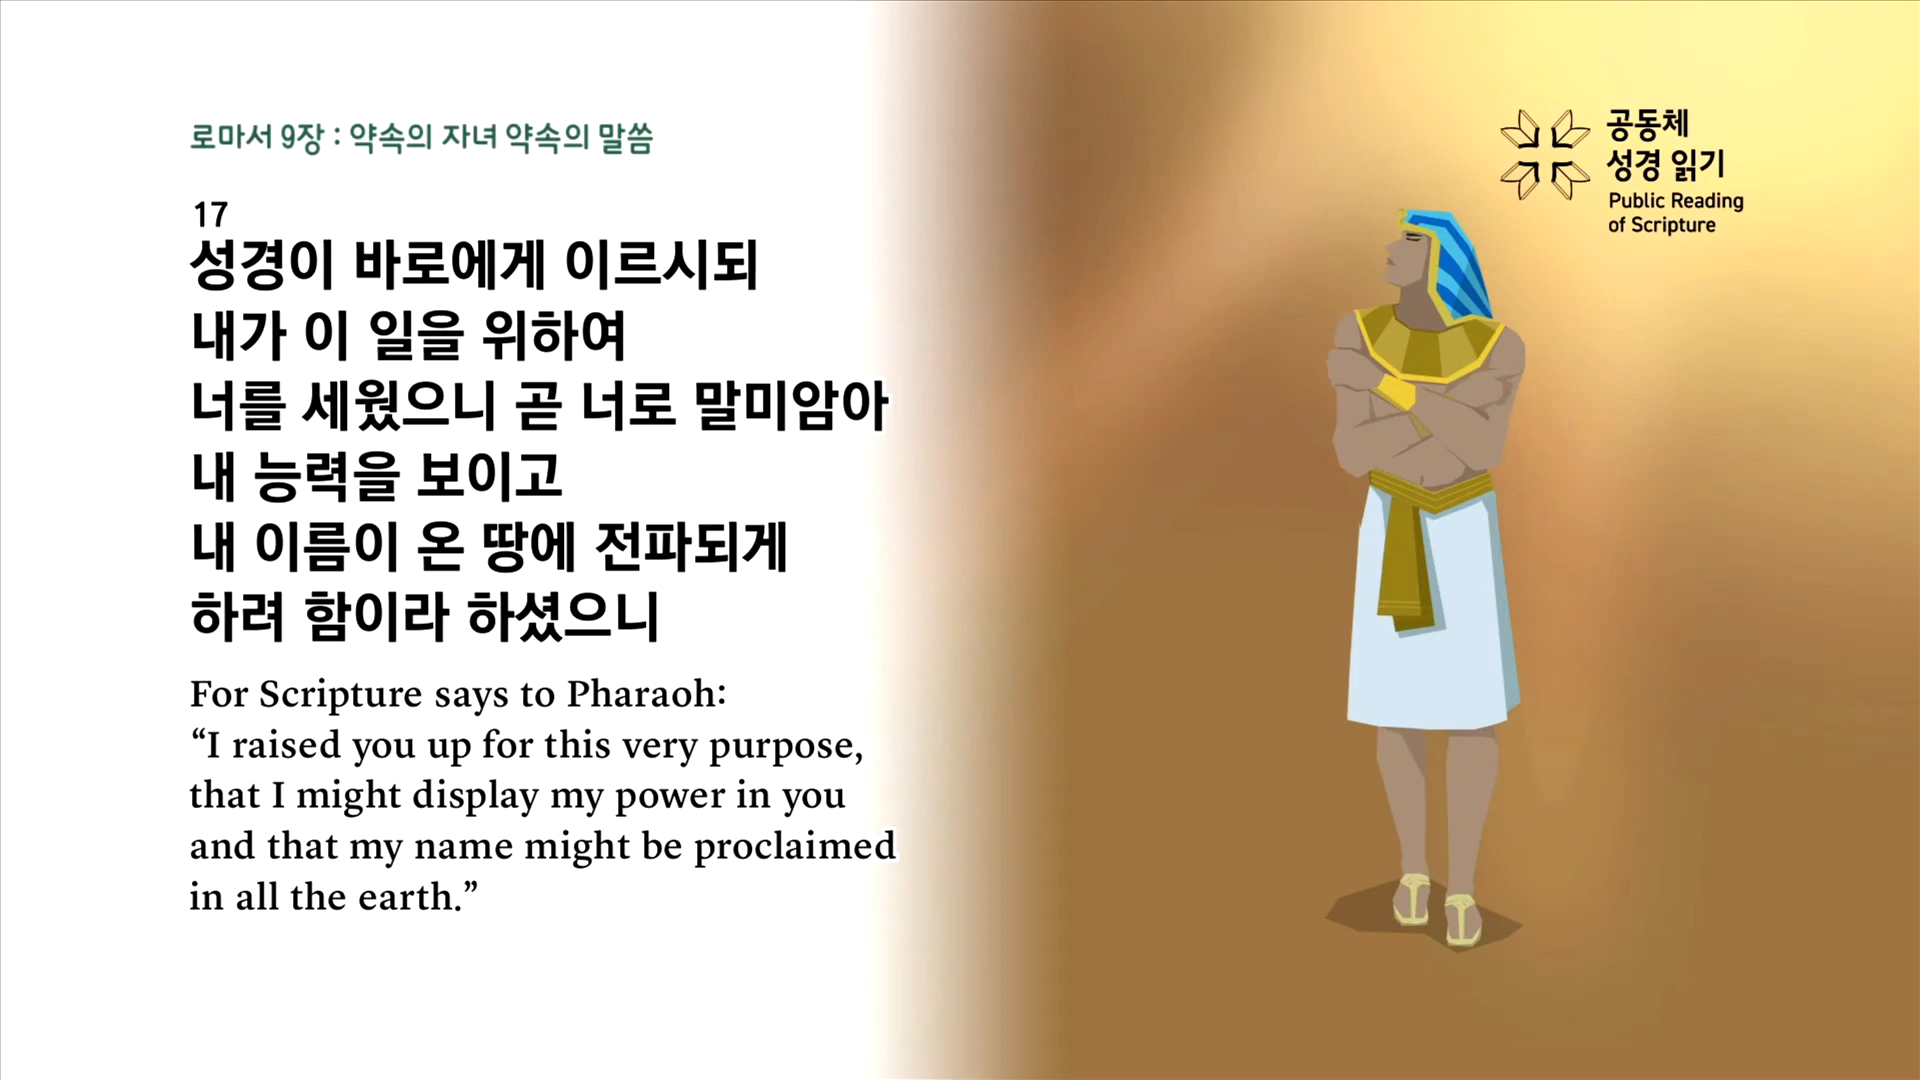 로마서 9장 : 약속의 자녀 약속의 말씀
17
성경이 바로에게 이르시되
내가 이 일을 위하여
너를 세웠으니 곧 너로 말미암아
내 능력을 보이고
내 이름이 온 땅에 전파되게
하려 함이라 하셨으니
For Scripture says to Pharaoh:
“I raised you up for this very purpose,
that I might display my power in you
and that my name might be proclaimed
in all the earth.”
공동체
성경 읽기
Public Reading
of Scripture